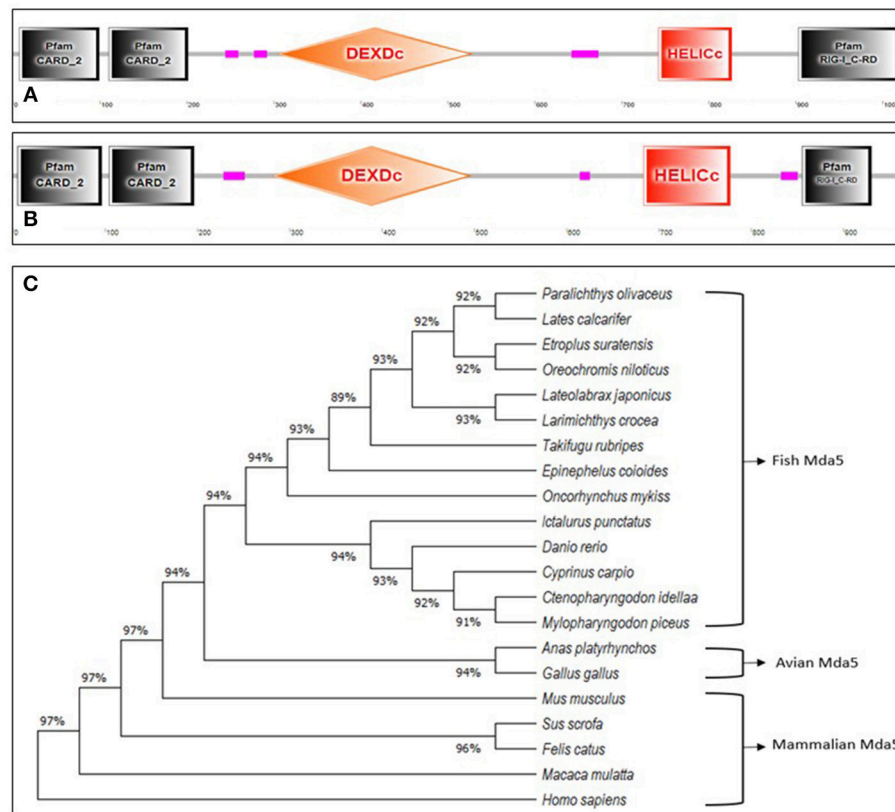 Pfam
CARD_2
Pfam
CARD_2
DEXDc
HELICc
Pfam
RIG-I_C-RD
A
0 100 200 300 400 500 600 700 800 900 100
Pfam
CARD_2
Pfam
CARD_2
DEXDc
HELICc
Pfam
RIG-I_C-RD
B
0 100 200 300 400 500 600 700 800 900
C
92% Paralichthys olivaceus
92% Lates calcarifer
Etroplus suratensis
93% 92% Oreochromis niloticus
Lateolabrax japonicus
89% 93% Larimichthys crocea
93% Takifugu rubripes
94% Epinephelus coioides
Fish Mda5
94% Oncorhynchus mykiss
Ictalurus punctatus
94% Danio rerio
94% 93% Cyprinus carpio
92% Ctenopharyngodon idellaa
97% 91% Mylopharyngodon piceus
Anas platyrhynchos
Avian Mda5
97% 94% Gallus gallus
Mus musculus
97% Sus scrofa
96% Felis catus
Mammalian Mda5
Macaca mulatta
Homo sapiens